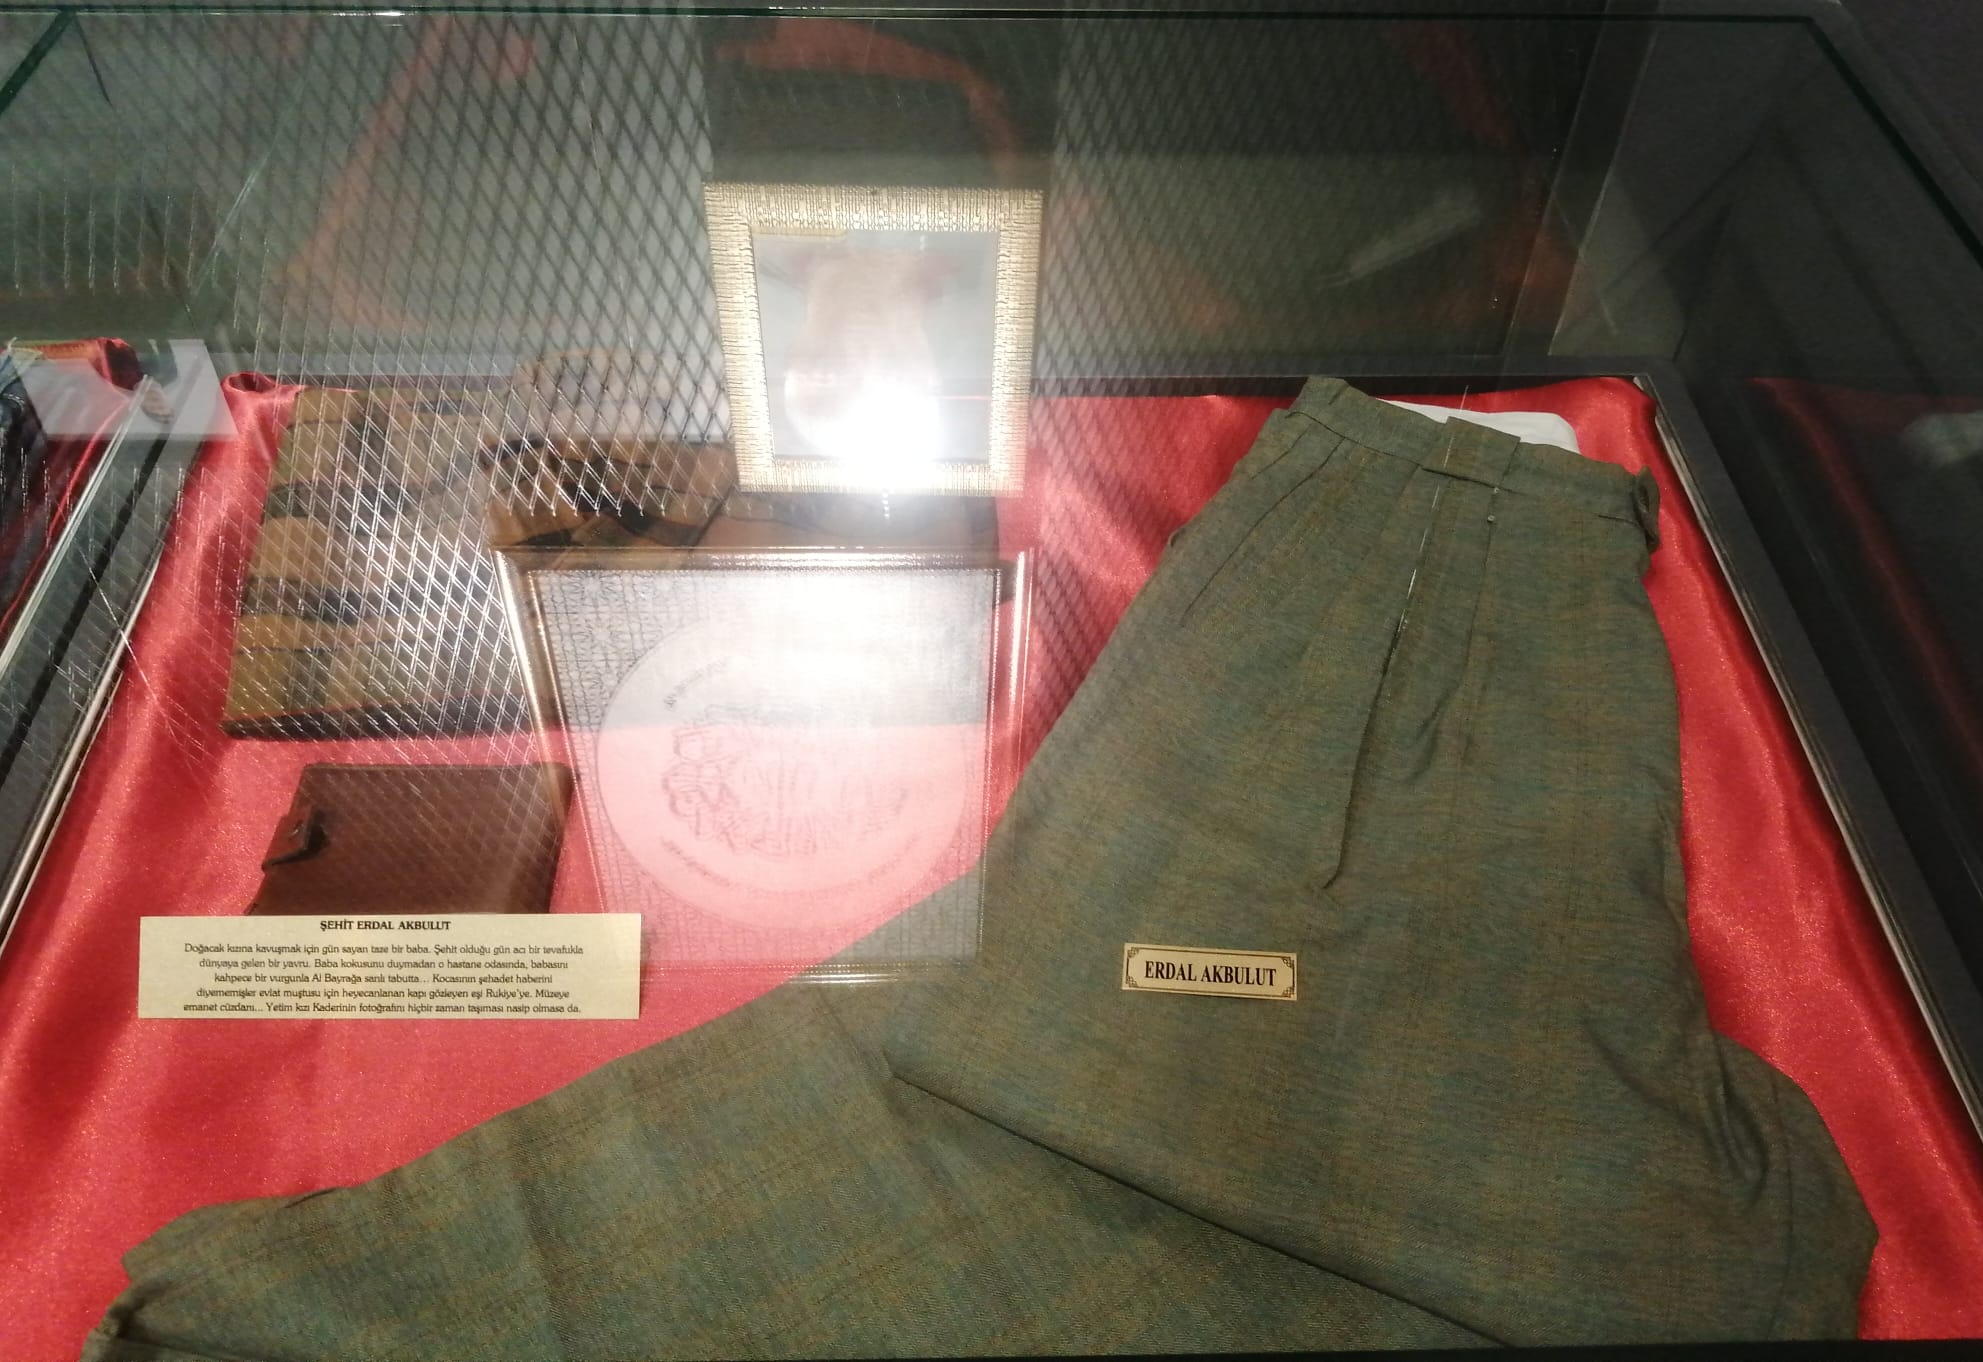 ŞEHİT ERDAL AKBULUT
Doğacak kızına kavuşmak için gün sayan taze bir baba. Şehit olduğu gün acı bir tevafukla
dünyaya gelen bir yavru. Baba kokusunu duymadan o hastane odasında, babasını
kahpece bir vurgunla Al Bayrağa sarılı tabutta... Kocasının şehadet haberini
diyememişler evlat muştusu için heyecanlanan kapı gözleyen eşi Rukiye'ye. Müzeye
emanet cüzdanı... Yetim kızı Kaderinin fotoğrafını hiçbir zaman taşıması nasip olmasa da.
ERDAL AKBULUT